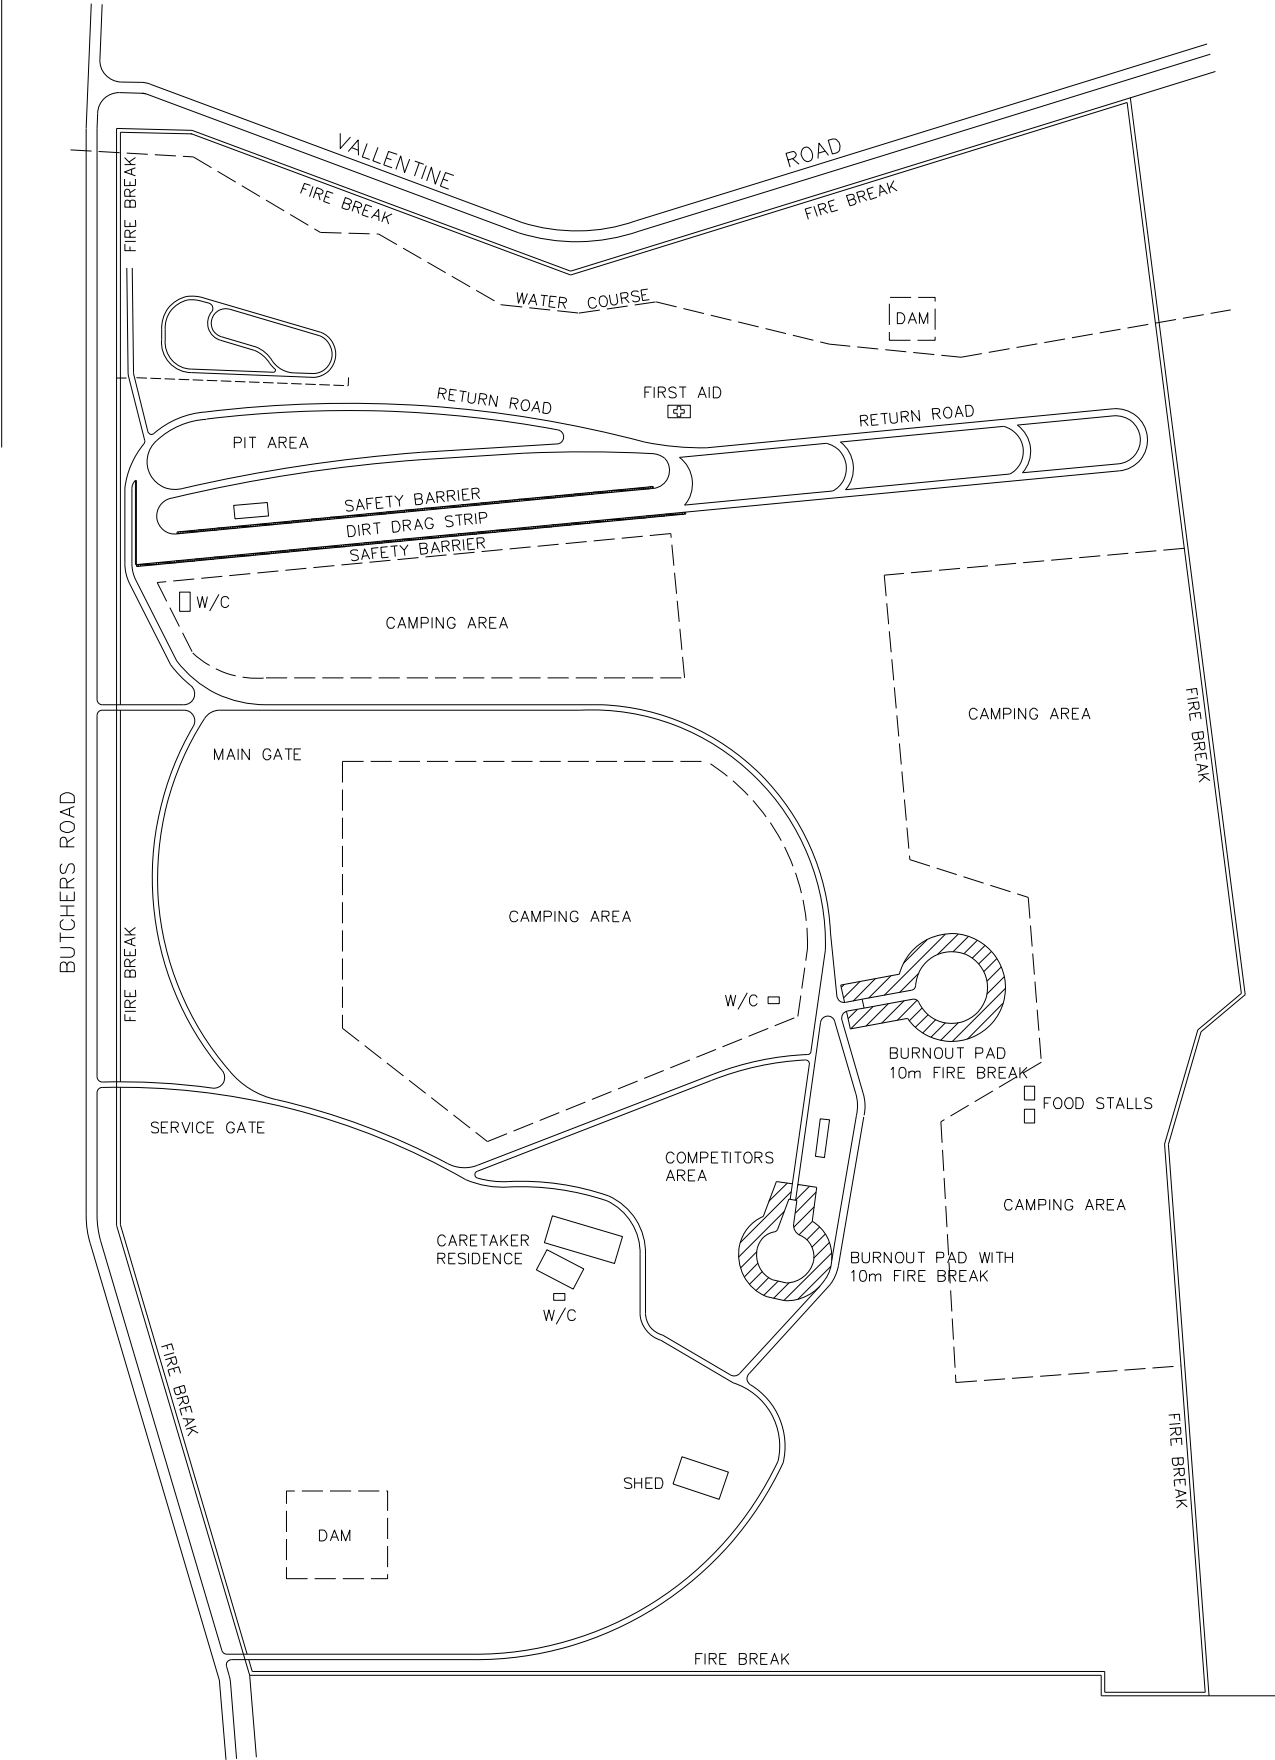 VALLENTINE
ROAD
FIRE BREAK
FIRE BREAK
FIRE BREAK
WATER COURSE
DAM
RETURN ROAD
FIRST AID
RETURN ROAD
PIT AREA
SAFETY BARRIER
DIRT DRAG STRIP
SAFETY BARRIER
W/C
CAMPING AREA
CAMPING AREA
FIRE BREAK
MAIN GATE
BUTCHERS ROAD
CAMPING AREA
FIRE BREAK
W/C
BURNOUT PAD
10m FIRE BREAK
FOOD STALLS
SERVICE GATE
COMPETITORS
AREA
CAMPING AREA
CARETAKER
RESIDENCE
BURNOUT PAD WITH
10m FIRE BREAK
W/C
FIRE BREAK
FIRE BREAK
SHED
DAM
FIRE BREAK